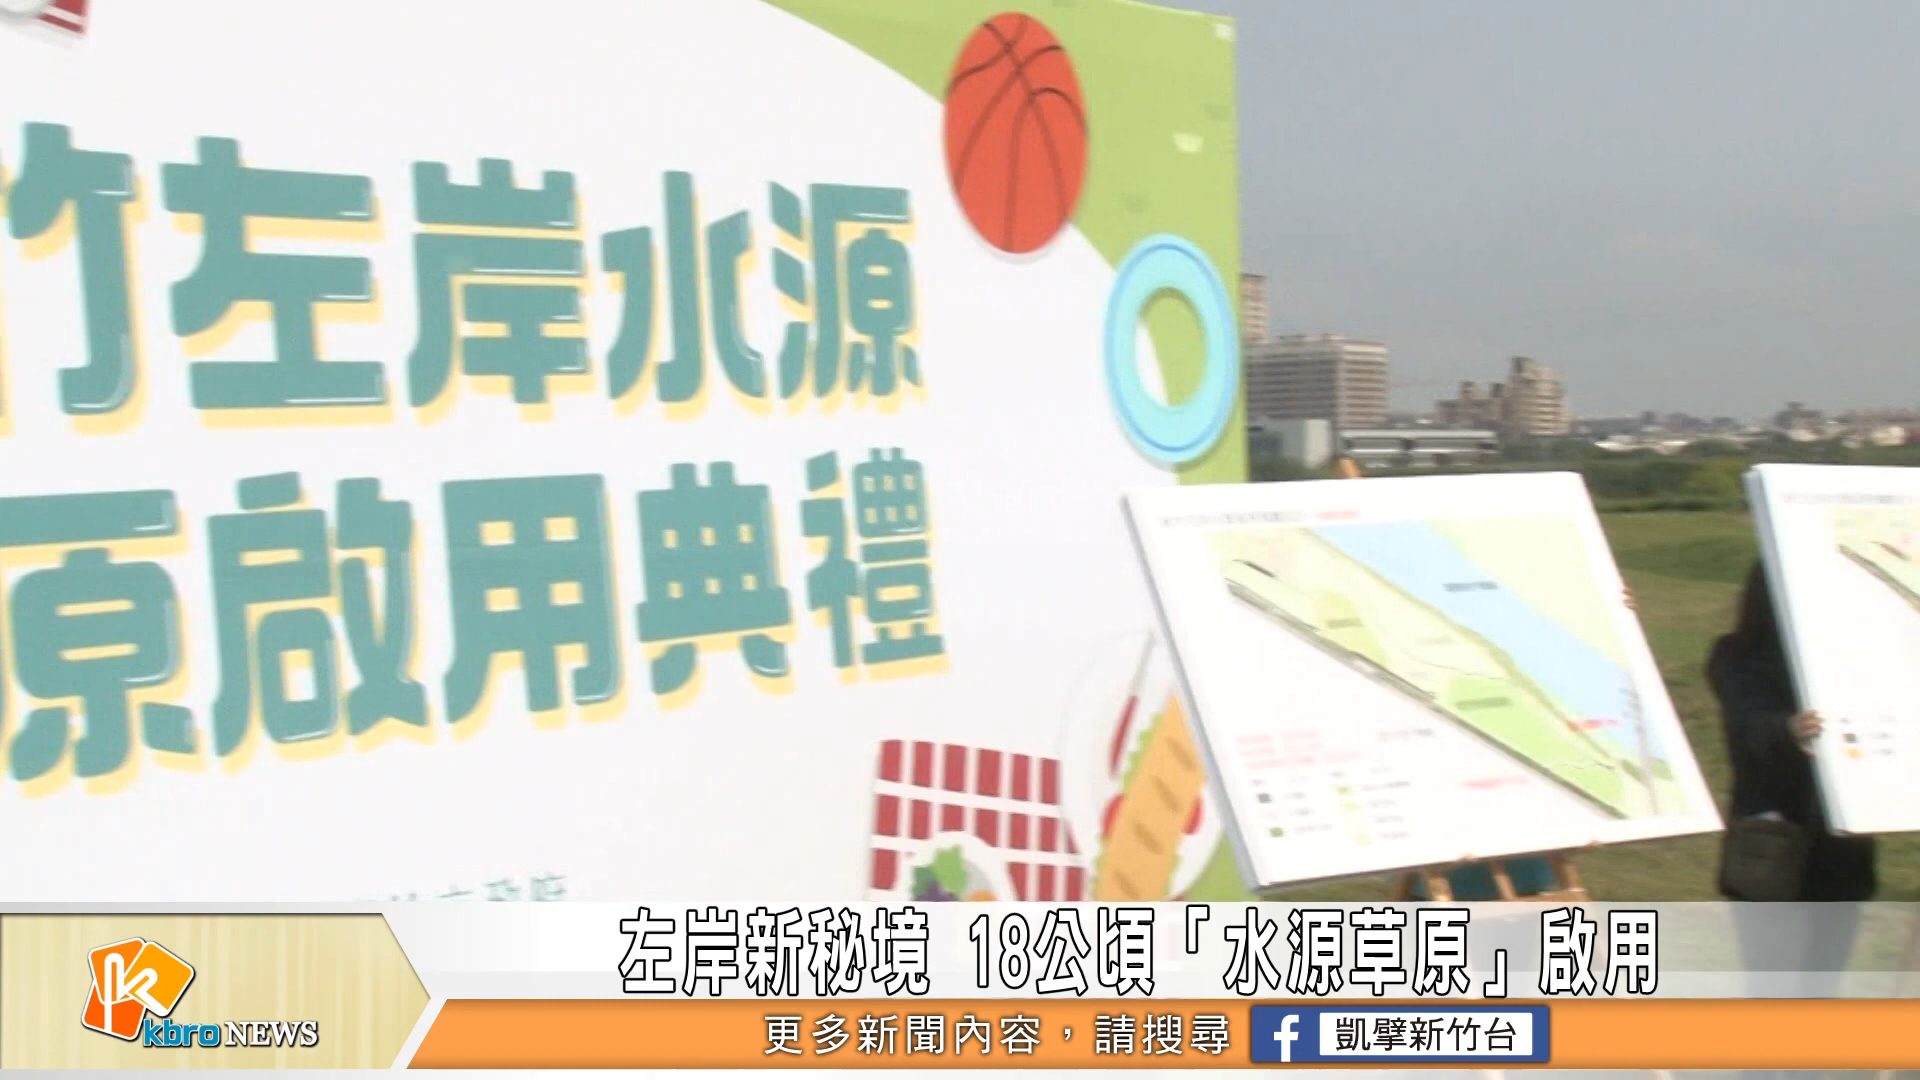 竹左岸水源
原啟用典禮
左岸新秘境 18公頃「水源草原」啟用
kbro NEWS
更多新聞內容，請搜尋 f 凱擘新竹台